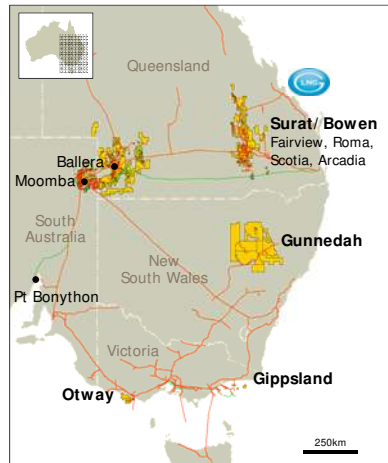 Queensland
LNG
Surat/ Bowen
Fairview, Roma,
Scotia, Arcadia
Ballera
Moomba
South
Australia
Gunnedah
New
South Wales
Pt Bonython
Victoria
Gippsland
Otway
250km